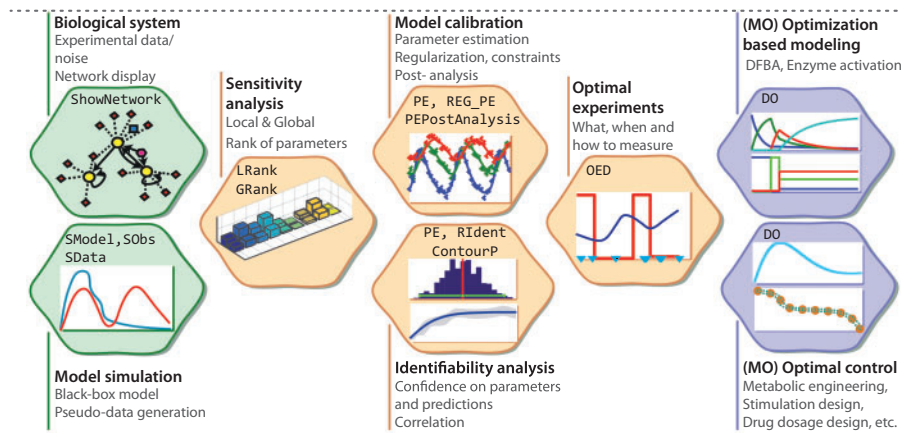 Biological system
Experimental data/
noise
Network display
ShowNetwork
SModel,SObs
SData
Model simulation
Black-box model
Pseudo-data generation
Sensitivity
analysis
Local & Global
Rank of parameters
LRank
GRank
Model calibration
Parameter estimation
Regularization, constraints
Post- analysis
PE, REG_PE
PEPostAnalysis
PE, RIdent
ContourP
Identifiability analysis
Confidence on parameters
and predictions
Correlation
Optimal
experiments
What, when and
how to measure
OED
(MO) Optimization
based modeling
DFBA, Enzyme activation
DO
DO
(MO) Optimal control
Metabolic engineering,
Stimulation design,
Drug dosage design, etc.